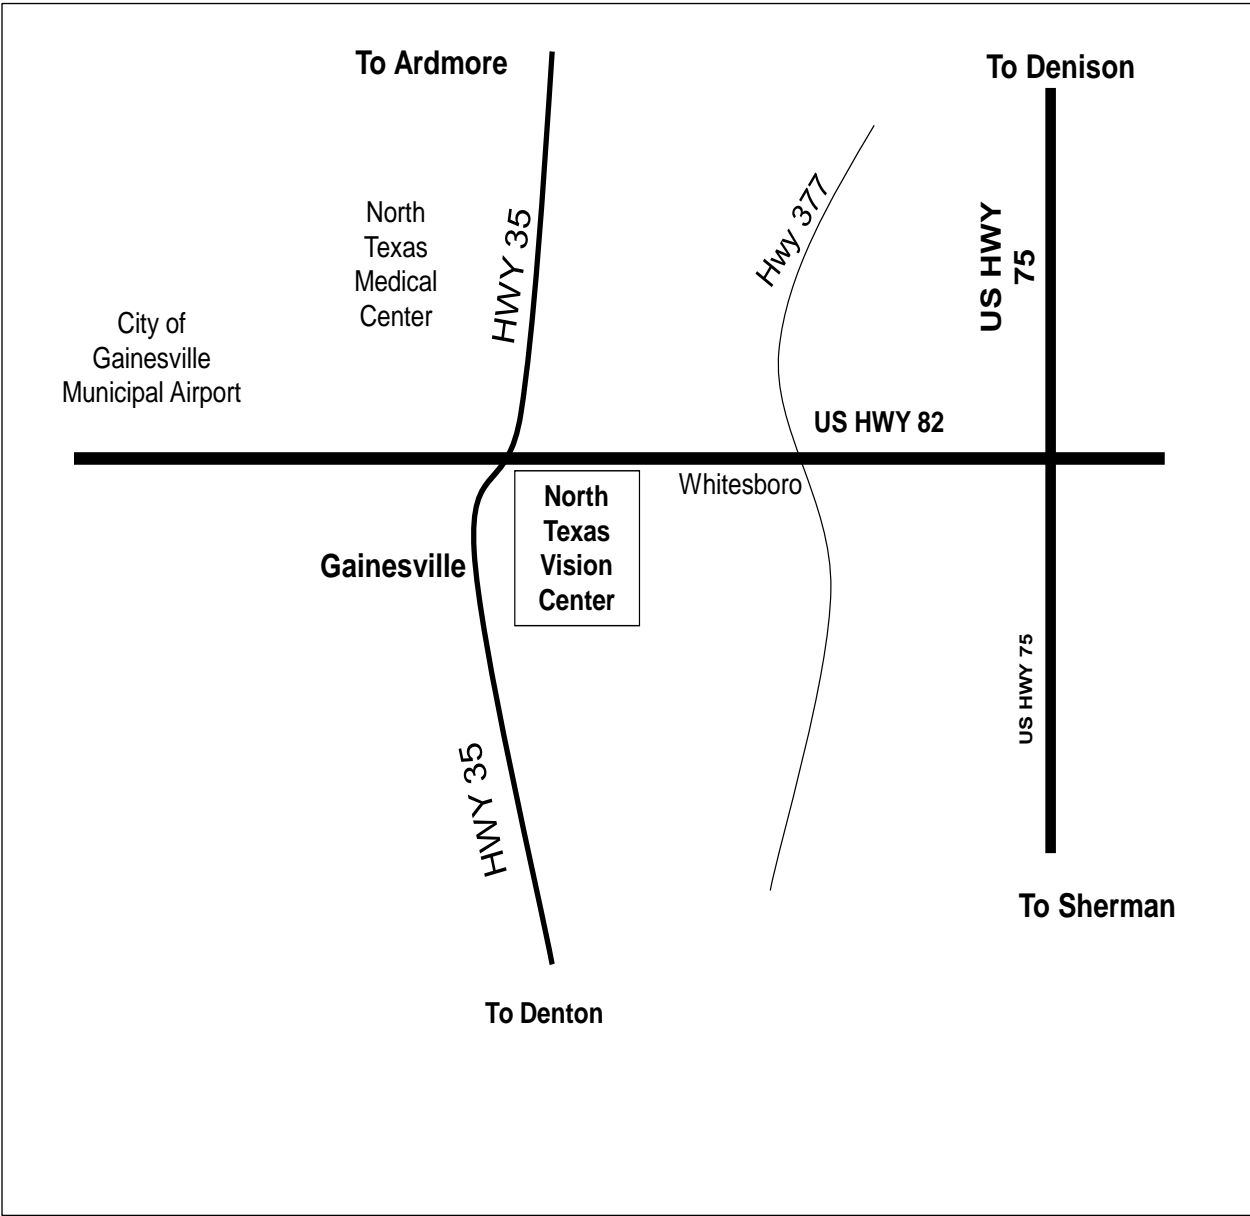 To Ardmore
To Denison
North
Texas
Medical
Center
HWY 35
Hwy 377
US HWY
75
City of
Gainesville
Municipal Airport
US HWY 82
Whitesboro
North
Texas
Vision
Center
Gainesville
US HWY 75
HWY 35
To Sherman
To Denton